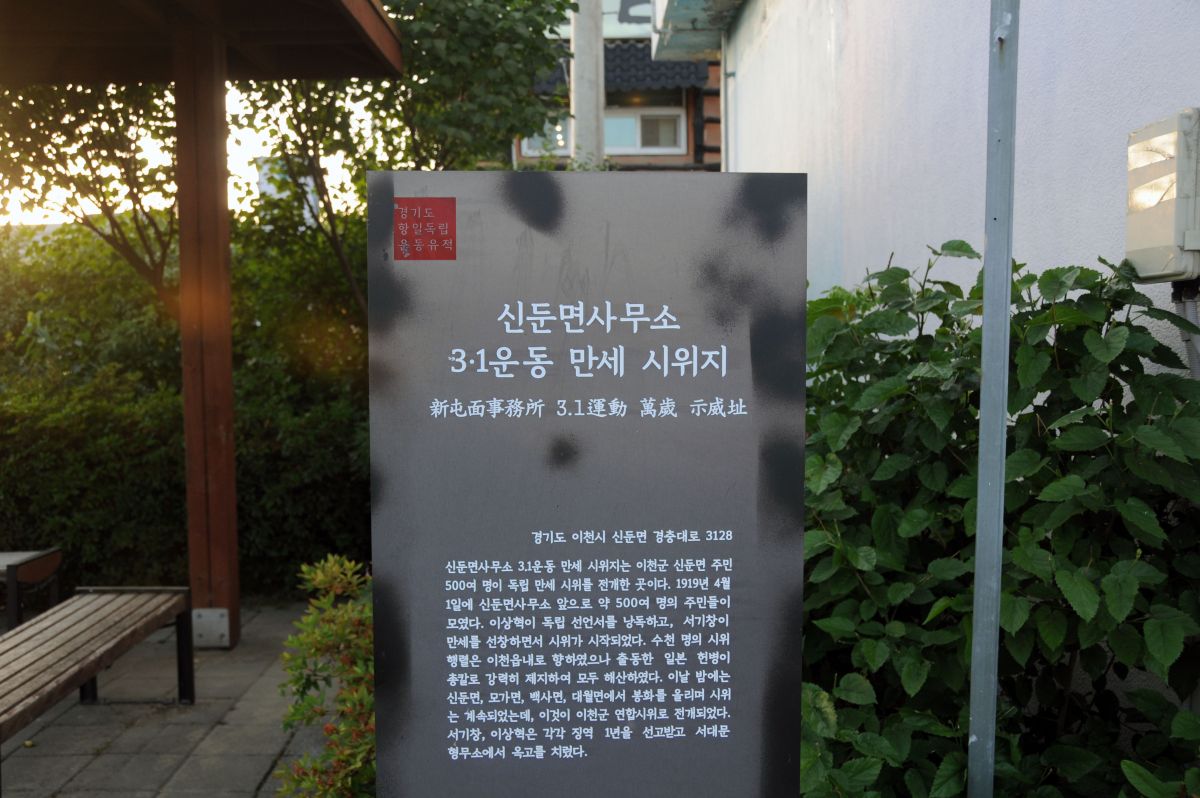 경기도
항일독립
운동유적
신둔면사무소
3·1운동 만세 시위지
新屯面事務所 3.1運動 萬歲 示威址
경기도 이천시 신둔면 경충대로 3128
신둔면사무소 3.1운동 만세 시위지는 이천군 신둔면 주민
500여 명이 독립 만세 시위를 전개한 곳이다. 1919년 4월
1일에 신둔면사무소 앞으로 약 500여 명의 주민들이
모였다. 이상혁이 독립 선언서를 낭독하고, 서기창이
만세를 선창하면서 시위가 시작되었다. 수천 명의 시위
행렬은 이천읍내로 향하였으나 출동한 일본 헌병이
총칼로 강력히 제지하여 모두 해산하였다. 이날 밤에는
신둔면, 모가면, 백사면, 대월면에서 봉화를 올리며 시위
는 계속되었는데, 이것이 이천군 연합시위로 전개되었다.
서기창, 이상혁은 각각 징역 1년을 선고받고 서대문
형무소에서 옥고를 치렀다.